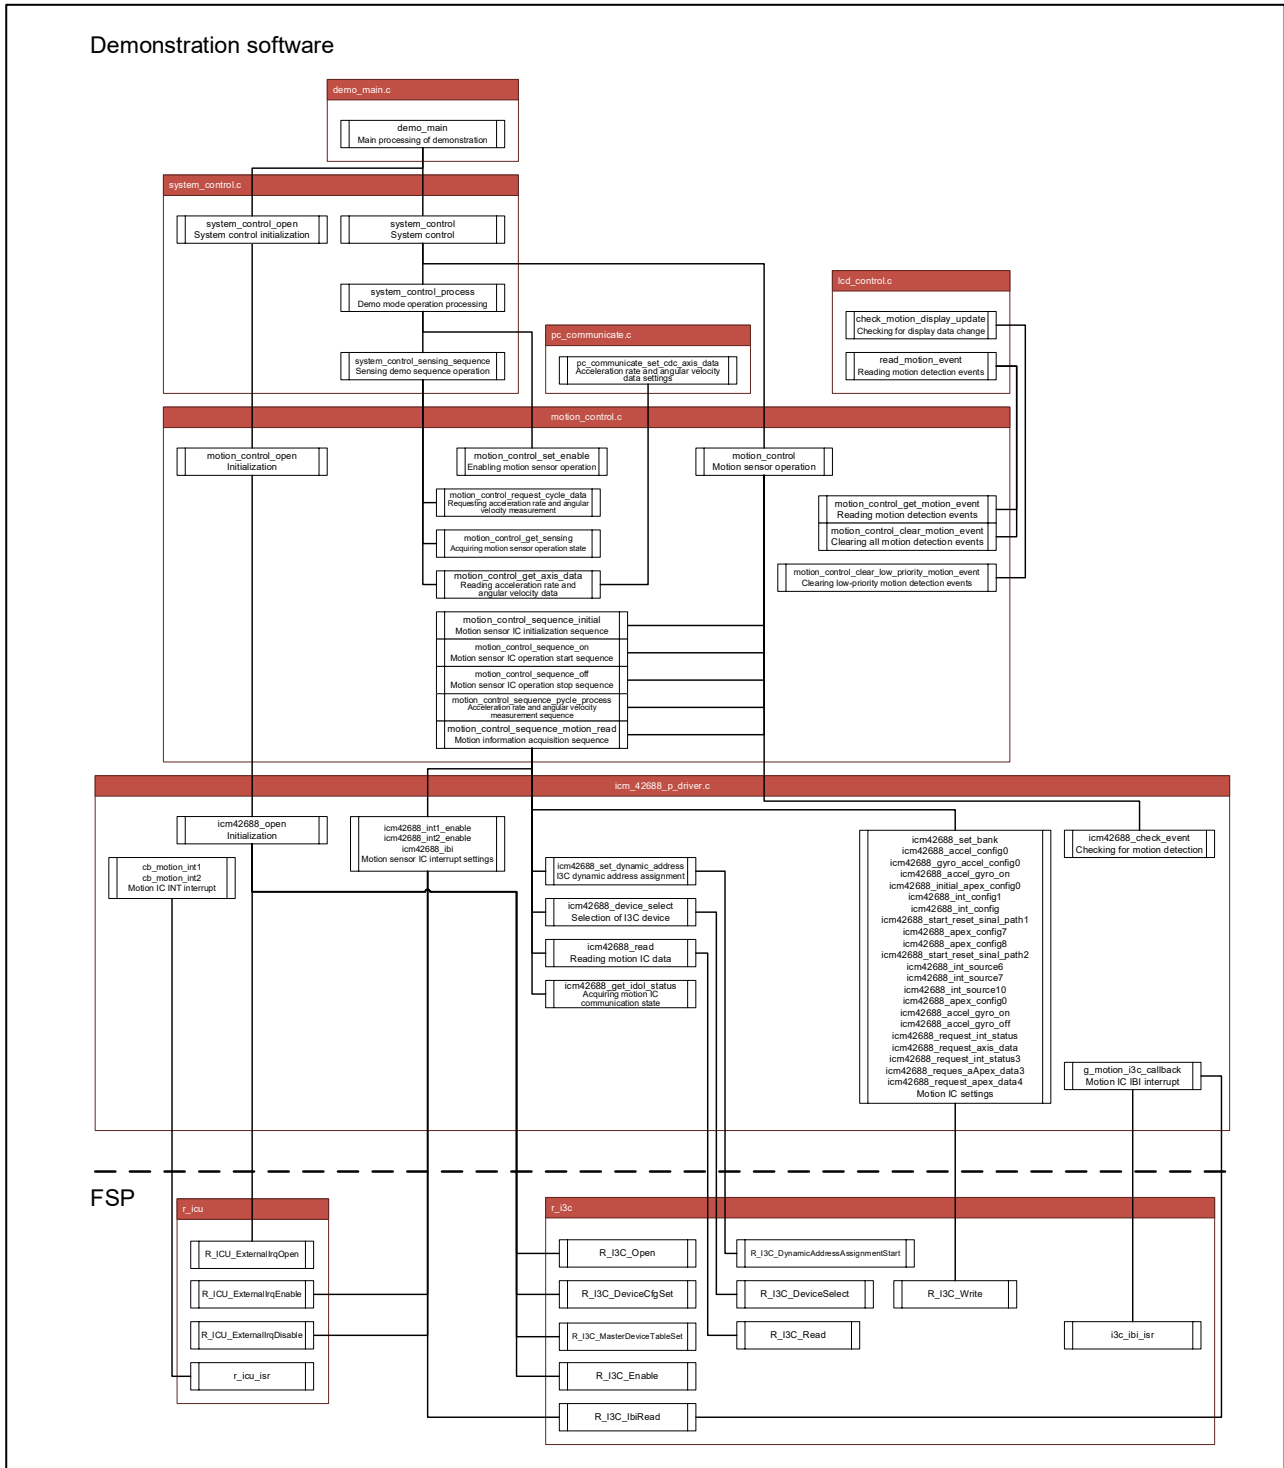 Demonstration software
demo_main.c
demo_main
Main processing of demonstration
system_control.c
system_control_open
System control initialization
system_control
System control
system_control_process
Demo mode operation processing
system_control_sensing_sequence
Sensing demo sequence operation
pc_communicate.c
pc_communicate_set_cdc_axis_data
Acceleration rate and angular velocity
data settings
lcd_control.c
check_motion_display_update
Checking for display data change
read_motion_event
Reading motion detection events
motion_control.c
motion_control_open
Initialization
motion_control_set_enable
Enabling motion sensor operation
motion_control
Motion sensor operation
motion_control_request_cycle_data
Requesting acceleration rate and angular
velocity measurement
motion_control_get_sensing
Acquiring motion sensor operation state
motion_control_get_axis_data
Reading acceleration rate and
angular velocity data
motion_control_get_motion_event
Reading motion detection events
motion_control_clear_motion_event
Clearing all motion detection events
motion_control_clear_low_priority_motion_event
Clearing low-priority motion detection events
motion_control_sequence_initial
Motion sensor IC initialization sequence
motion_control_sequence_on
Motion sensor IC operation start sequence
motion_control_sequence_off
Motion sensor IC operation stop sequence
motion_control_sequence_pycle_process
Acceleration rate and angular velocity
measurement sequence
motion_control_sequence_motion_read
Motion information acquisition sequence
icm_42688_p_driver.c
icm42688_open
Initialization
cb_motion_int1
cb_motion_int2
Motion IC INT interrupt
icm42688_int1_enable
icm42688_int2_enable
icm42688_ibi
Motion sensor IC interrupt settings
icm42688_set_dynamic_address
I3C dynamic address assignment
icm42688_device_select
Selection of I3C device
icm42688_read
Reading motion IC data
icm42688_get_idol_status
Acquiring motion IC
communication state
icm42688_set_bank
icm42688_accel_config0
icm42688_gyro_accel_config0
icm42688_accel_gyro_on
icm42688_initial_apex_config0
icm42688_int_config1
icm42688_int_config
icm42688_start_reset_sinal_path1
icm42688_apex_config7
icm42688_apex_config8
icm42688_start_reset_sinal_path2
icm42688_int_source6
icm42688_int_source7
icm42688_int_source10
icm42688_apex_config0
icm42688_accel_gyro_on
icm42688_accel_gyro_off
icm42688_request_int_status
icm42688_request_axis_data
icm42688_request_int_status3
icm42688_reques_aApex_data3
icm42688_request_apex_data4
Motion IC settings
icm42688_check_event
Checking for motion detection
g_motion_i3c_callback
Motion IC IBI interrupt
FSP
r_icu
R_ICU_ExternalIrqOpen
R_ICU_ExternalIrqEnable
R_ICU_ExternalIrqDisable
r_icu_isr
r_i3c
R_I3C_Open
R_I3C_DynamicAddressAssignmentStart
R_I3C_DeviceCfgSet
R_I3C_DeviceSelect
R_I3C_Write
R_I3C_MasterDeviceTableSet
R_I3C_Read
i3c_ibi_isr
R_I3C_Enable
R_I3C_IbiRead